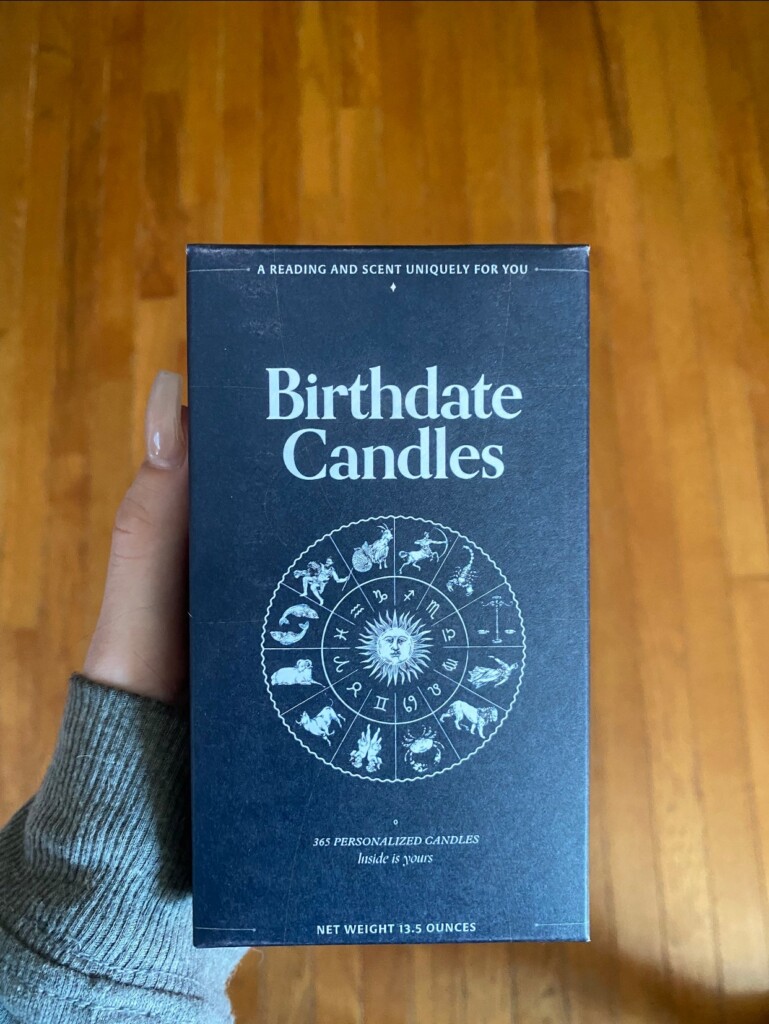 A READING AND SCENT UNIQUELY FOR YOU
Birthdate
Candles
365 PERSONALIZED CANDLES
Inside is yours
NET WEIGHT 13.5 OUNCES